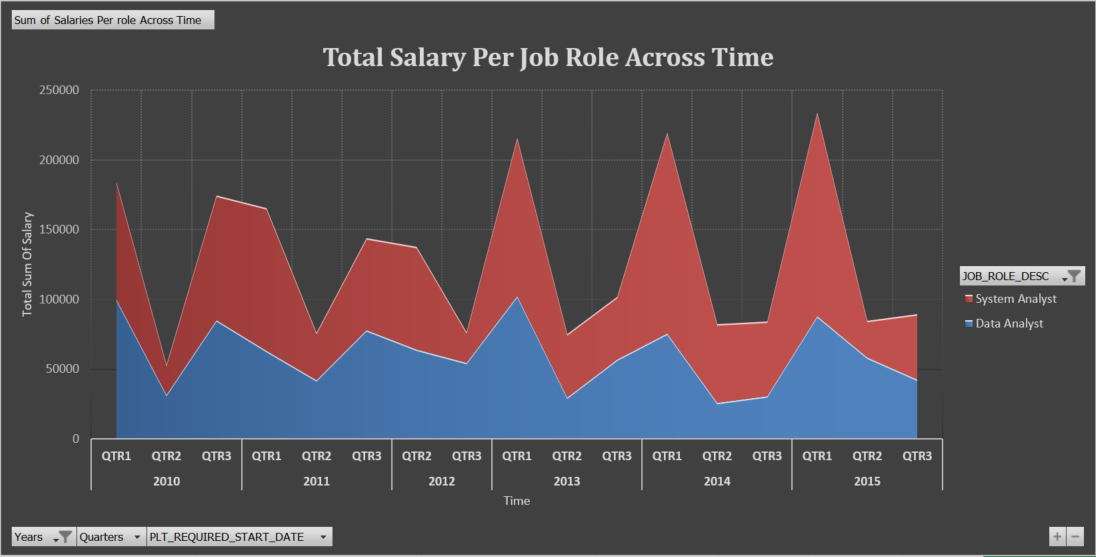 Sum of Salaries Per role Across Time
Total Salary Per Job Role Across Time
250000
200000
150000
100000
50000
0
Total Sum Of Salary
QTR1 QTR2 QTR3 QTR1 QTR2 QTR3 QTR2 QTR3 QTR1 QTR2 QTR3 QTR1 QTR2 QTR3 QTR1 QTR2 QTR3
2010 2011 2012 2013 2014 2015
Time
JOB_ROLE_DESC
System Analyst
Data Analyst
Years Quarters PLT_REQUIRED_START_DATE
+ −